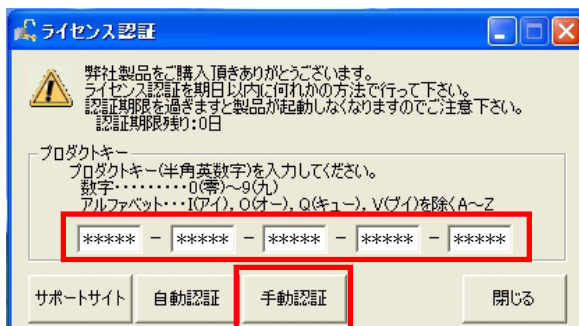 ライセンス認証
弊社製品をご購入頂きありがとうございます。
ライセンス認証を期日以内に何れかの方法で行って下さい。
認証期限を過ぎますと製品が起動しなくなりますのでご注意下さい。
認証期限残り:0日
プロダクトキー
プロダクトキー(半角英数字)を入力してください。
数字・・・・・・・・・0(零)~9(九)
アルファベット・・・I(アイ), O(オー), Q(キュー), V(ブイ)を除くA~Z
***** - ***** - ***** - ***** - *****
サポートサイト 自動認証 手動認証 閉じる